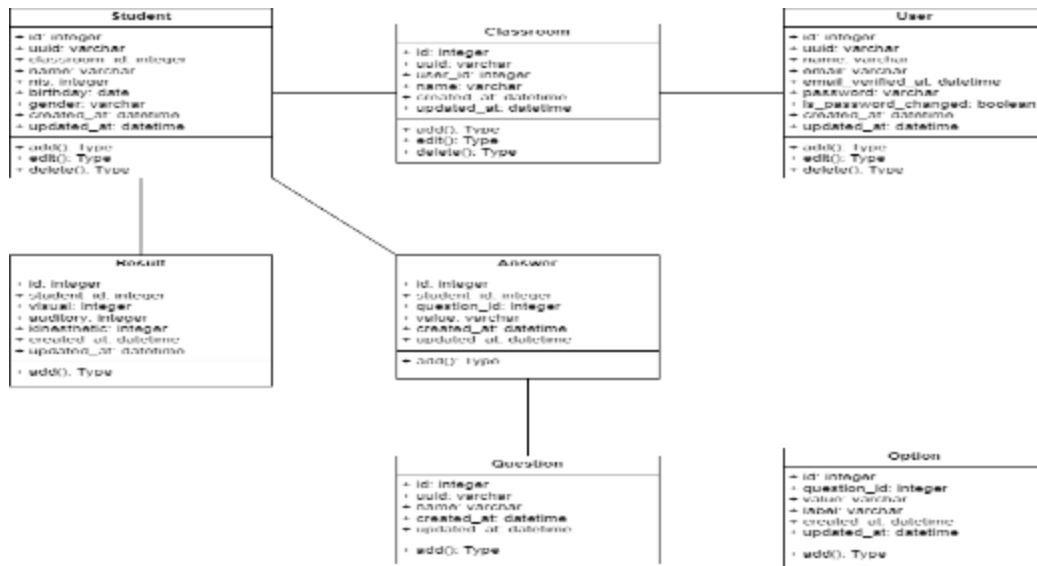 Student
+ id: integer
+ uuid: varchar
+ classroom_id: integer
+ name: varchar
+ nis: integer
+ birthday: date
+ gender: varchar
+ created_at: datetime
+ updated_at: datetime
+ add(): Type
+ edit(): Type
+ delete(): Type
Classroom
+ id: integer
+ uuid: varchar
+ user_id: integer
+ name: varchar
+ created_at: datetime
+ updated_at: datetime
+ add(): Type
+ edit(): Type
+ delete(): Type
User
+ id: integer
+ uuid: varchar
+ name: varchar
+ email: varchar
+ email_verified_at: datetime
+ password: varchar
+ is_password_changed: boolean
+ created_at: datetime
+ updated_at: datetime
+ add(): Type
+ edit(): Type
+ delete(): Type
Result
+ id: integer
+ student_id: integer
+ visual: integer
+ auditory: integer
+ kinesthetic: integer
+ created_at: datetime
+ updated_at: datetime
+ add(): Type
Answer
+ id: integer
+ student_id: integer
+ question_id: integer
+ value: varchar
+ created_at: datetime
+ updated_at: datetime
+ add(): Type
Question
+ id: integer
+ uuid: varchar
+ name: varchar
+ created_at: datetime
+ updated_at: datetime
+ add(): Type
Option
+ id: integer
+ question_id: integer
+ value: varchar
+ label: varchar
+ created_at: datetime
+ updated_at: datetime
+ add(): Type